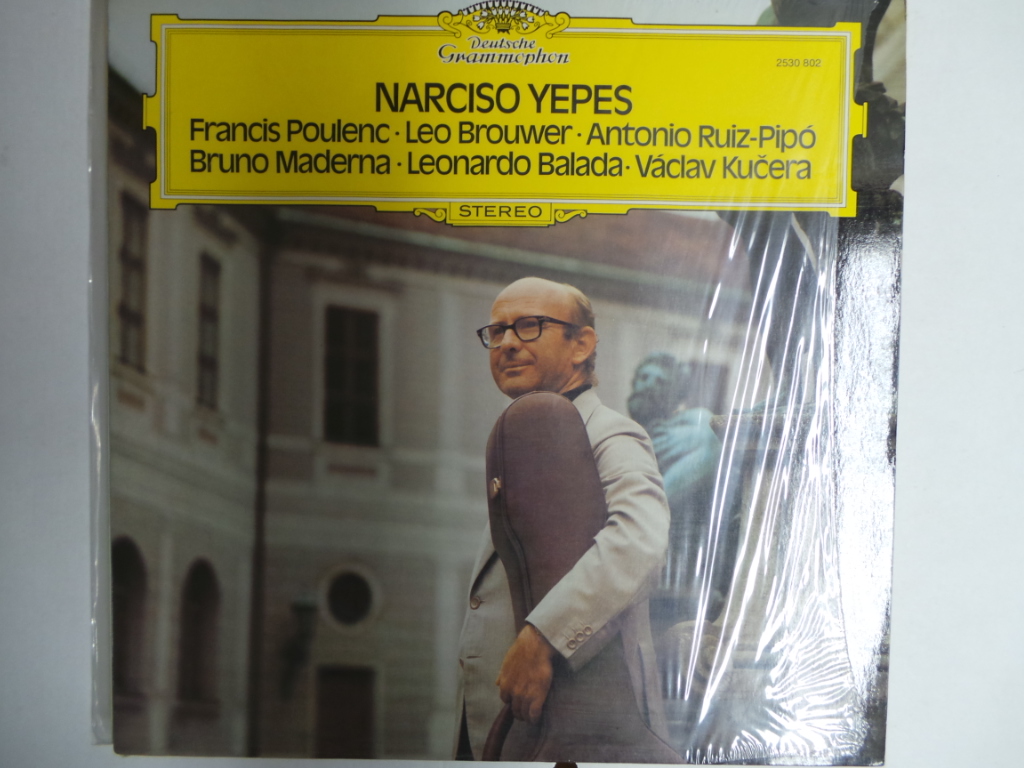 Deutsche
Grammophon
2530 802
NARCISO YEPES
Francis Poulenc · Leo Brouwer · Antonio Ruiz-Pipó
Bruno Maderna · Leonardo Balada · Václav Kučera
STEREO